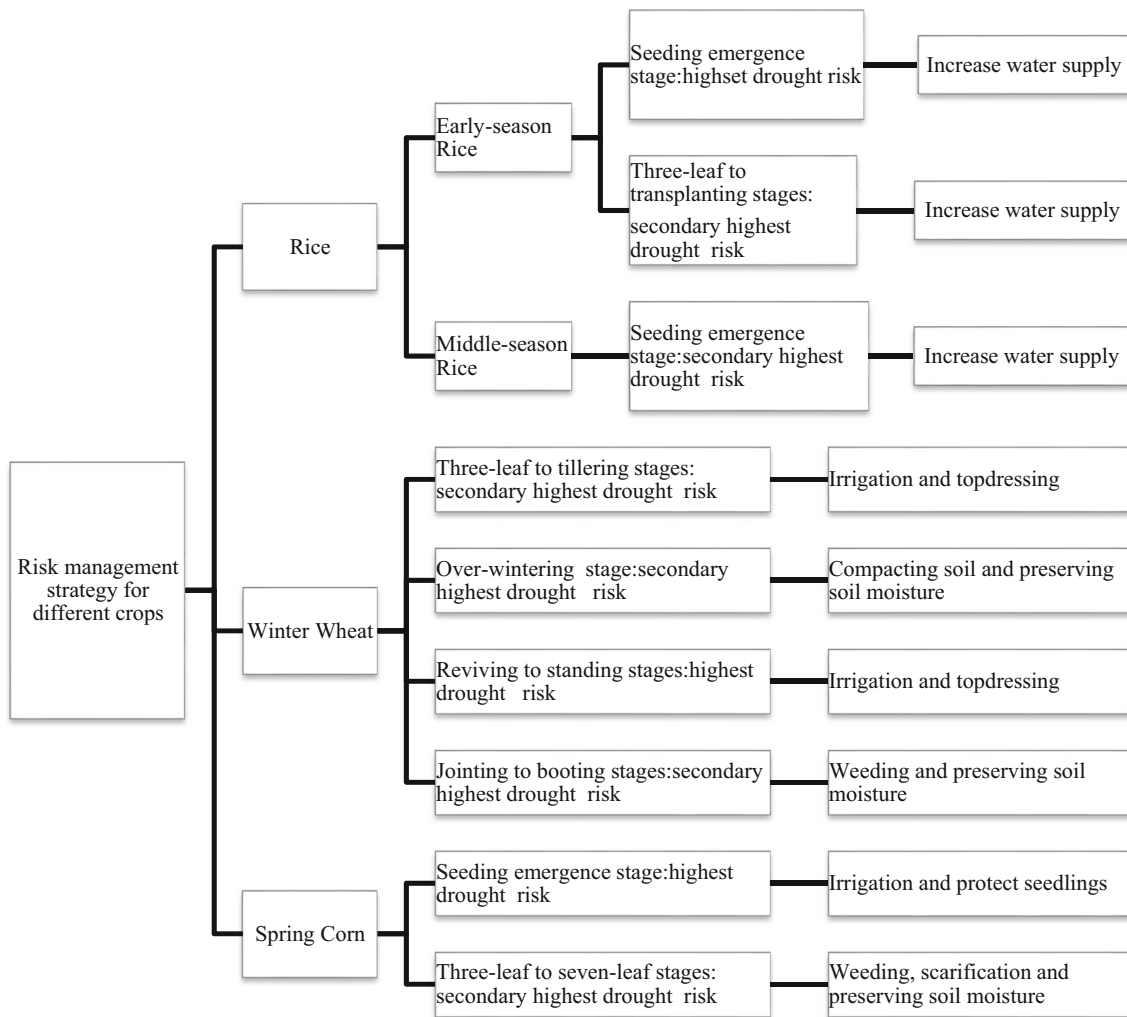 Risk management
strategy for
different crops
Rice
Early-season
Rice
Seeding emergence
stage:highset drought risk
Increase water supply
Three-leaf to
transplanting stages:
secondary highest
drought risk
Increase water supply
Middle-season
Rice
Seeding emergence
stage:secondary highest
drought risk
Increase water supply
Winter Wheat
Three-leaf to tillering stages:
secondary highest drought risk
Irrigation and topdressing
Over-wintering stage:secondary
highest drought risk
Compacting soil and preserving
soil moisture
Reviving to standing stages:highest
drought risk
Irrigation and topdressing
Jointing to booting stages:secondary
highest drought risk
Weeding and preserving soil
moisture
Spring Corn
Seeding emergence stage:highest
drought risk
Irrigation and protect seedlings
Three-leaf to seven-leaf stages:
secondary highest drought risk
Weeding, scarification and
preserving soil moisture